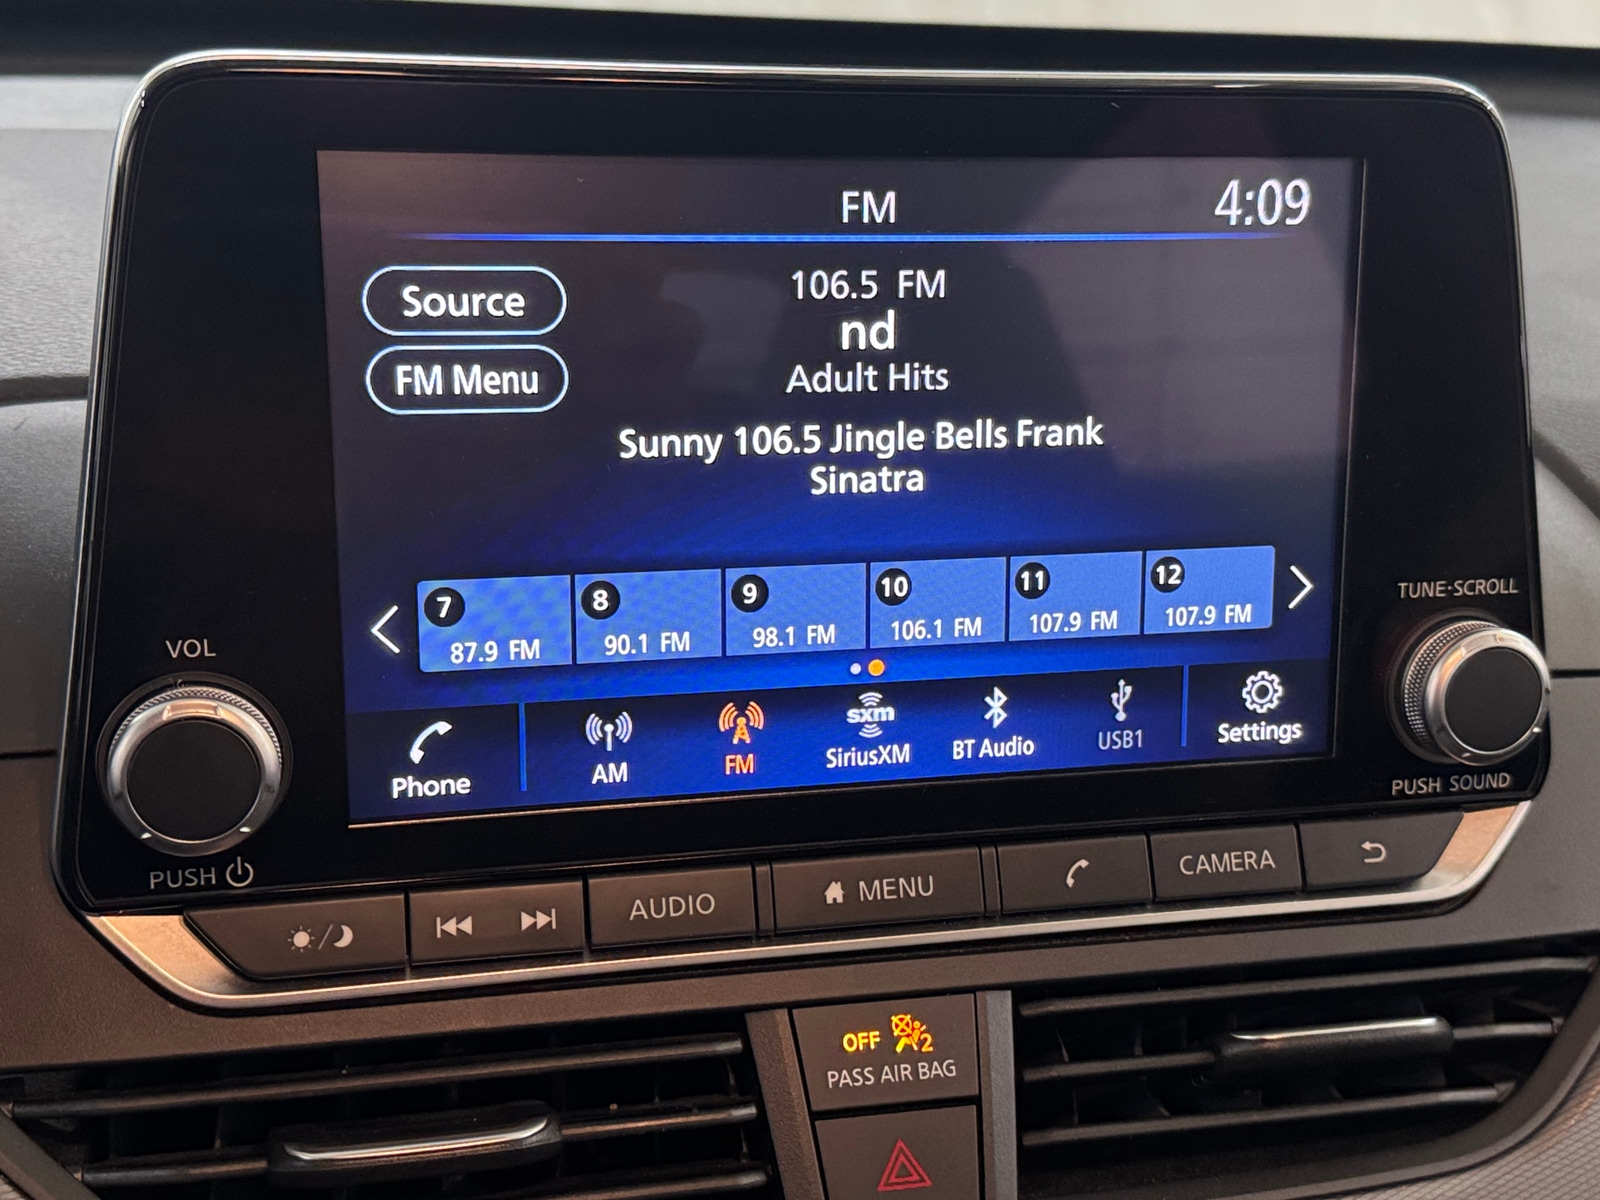 FM
4:09
Source
FM Menu
106.5 FM
nd
Adult Hits
Sunny 106.5 Jingle Bells Frank
Sinatra
7
87.9 FM
8
90.1 FM
9
98.1 FM
10
106.1 FM
11
107.9 FM
12
107.9 FM
Phone
AM
FM
sxm
SiriusXM
BT Audio
USB1
Settings
VOL
PUSH
TUNE·SCROLL
PUSH SOUND
AUDIO
MENU
CAMERA
OFF 2
PASS AIR BAG